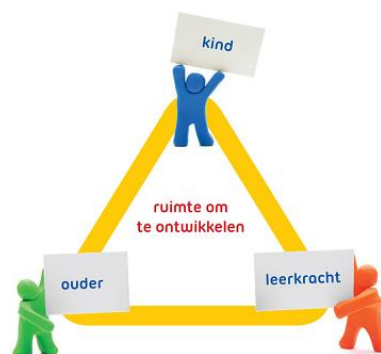 kind
ruimte om
te ontwikkelen
ouder
leerkracht